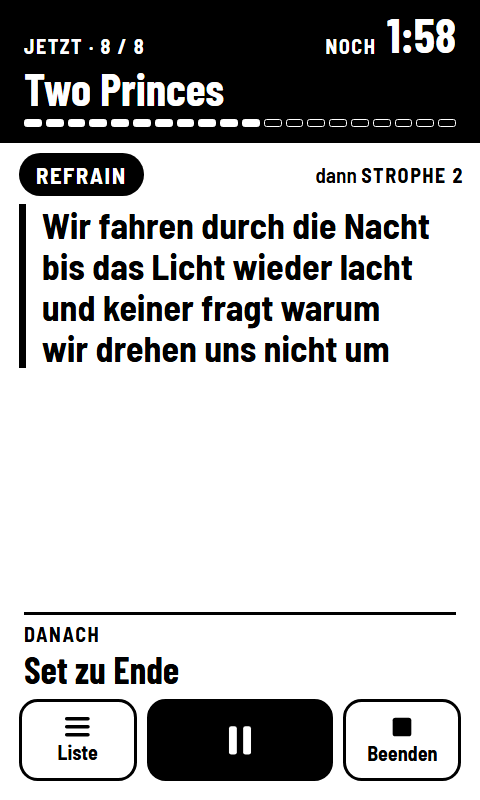 JETZT · 8 / 8
NOCH 1:58
Two Princes
REFRAIN
dann STROPHE 2
Wir fahren durch die Nacht
bis das Licht wieder lacht
und keiner fragt warum
wir drehen uns nicht um
DANACH
Set zu Ende
Liste
Beenden